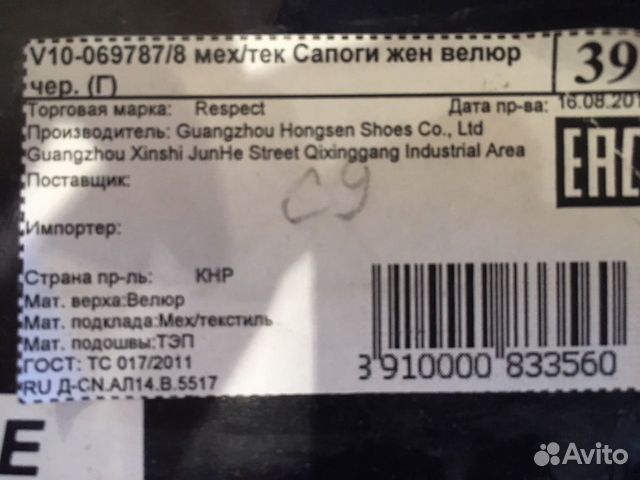 V10-069787/8 мех/тек Сапоги жен велюр
чер. (Г)
39
Торговая марка: Respect
Дата пр-ва: 16.08.201
Производитель: Guangzhou Hongsen Shoes Co., Ltd
Guangzhou Xinshi JunHe Street Qixinggang Industrial Area
EAC
Поставщик:
С9
Импортер:
Страна пр-ль: КНР
Мат. верха:Велюр
Мат. подклада:Мех/текстиль
Мат. подошвы:ТЭП
ГОСТ: ТС 017/2011
RU Д-CN.АЛ14.В.5517
3 910000 833560
E
Avito